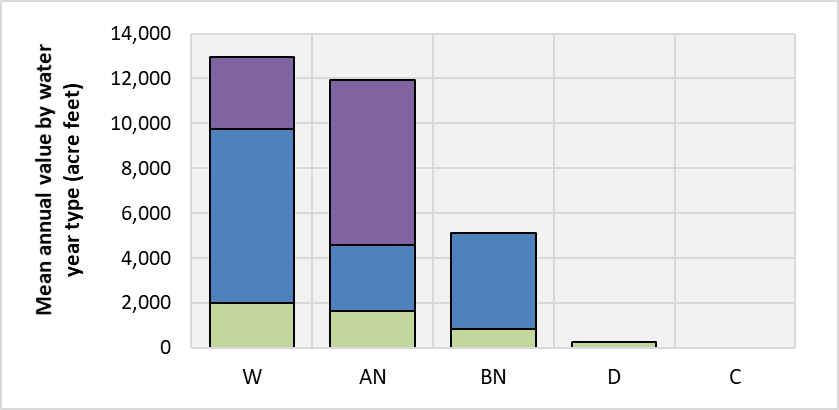 Mean annual value by water
year type (acre feet)
14,000
12,000
10,000
8,000
6,000
4,000
2,000
0
W AN BN D C